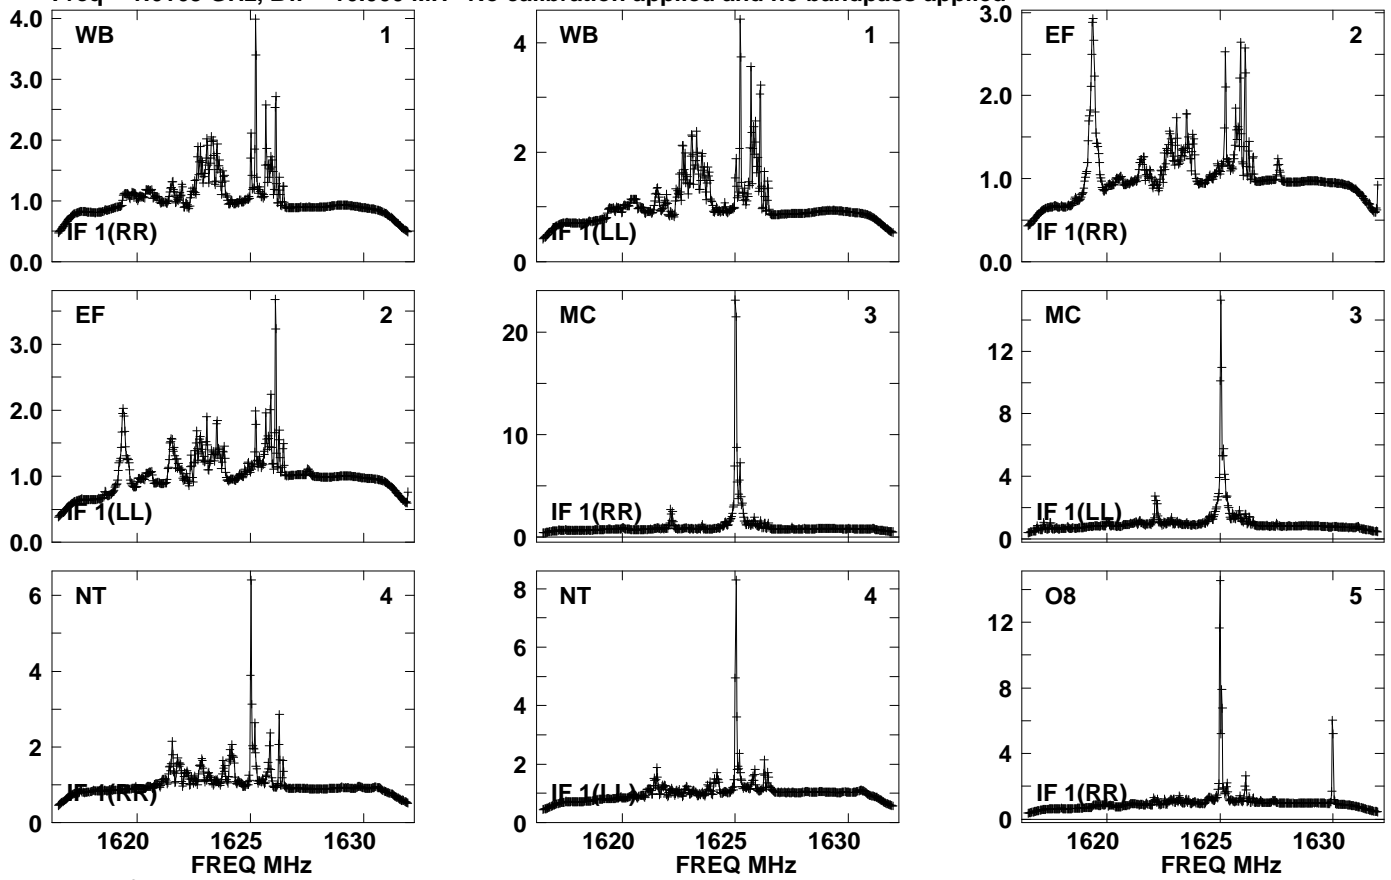 4.0 WB 1 WB 1 3.0 EF 2
3.0 4 2.0
2.0 2 1.0
1.0 IF 1(RR) IF 1(LL) IF 1(RR)
0.0 0 0.0
EF 2 MC 3 MC 3
3.0 20 12
2.0 10 8
1.0 4
IF 1(LL) IF 1(RR) IF 1(LL)
0.0 0 0
NT 4 NT 4 O8 5
6 8 12
4 6 8
2 4 4
2
IF 1(RR) IF 1(LL) IF 1(RR)
0 0 0
1620 1625 1630 1620 1625 1630 1620 1625 1630
FREQ MHz FREQ MHz FREQ MHz